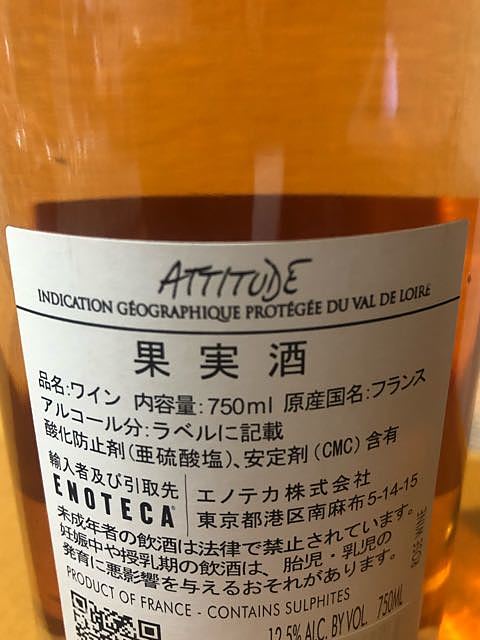 ATTITUDE
INDICATION GÉOGRAPHIQUE PROTÉGÉE DU VAL DE LOIRE
果実酒
品名:ワイン 内容量:750ml 原産国名:フランス
アルコール分:ラベルに記載
酸化防止剤(亜硫酸塩)、安定剤(CMC)含有
輸入者及び引取先
ENOTECA
エノテカ株式会社
東京都港区南麻布5-14-15
未成年者の飲酒は法律で禁止されています。
妊娠中や授乳期の飲酒は、胎児・乳児の
発育に悪影響を与えるおそれがあります。
PRODUCT OF FRANCE - CONTAINS SULPHITES
12.5% ALC. BY VOL. 750ML